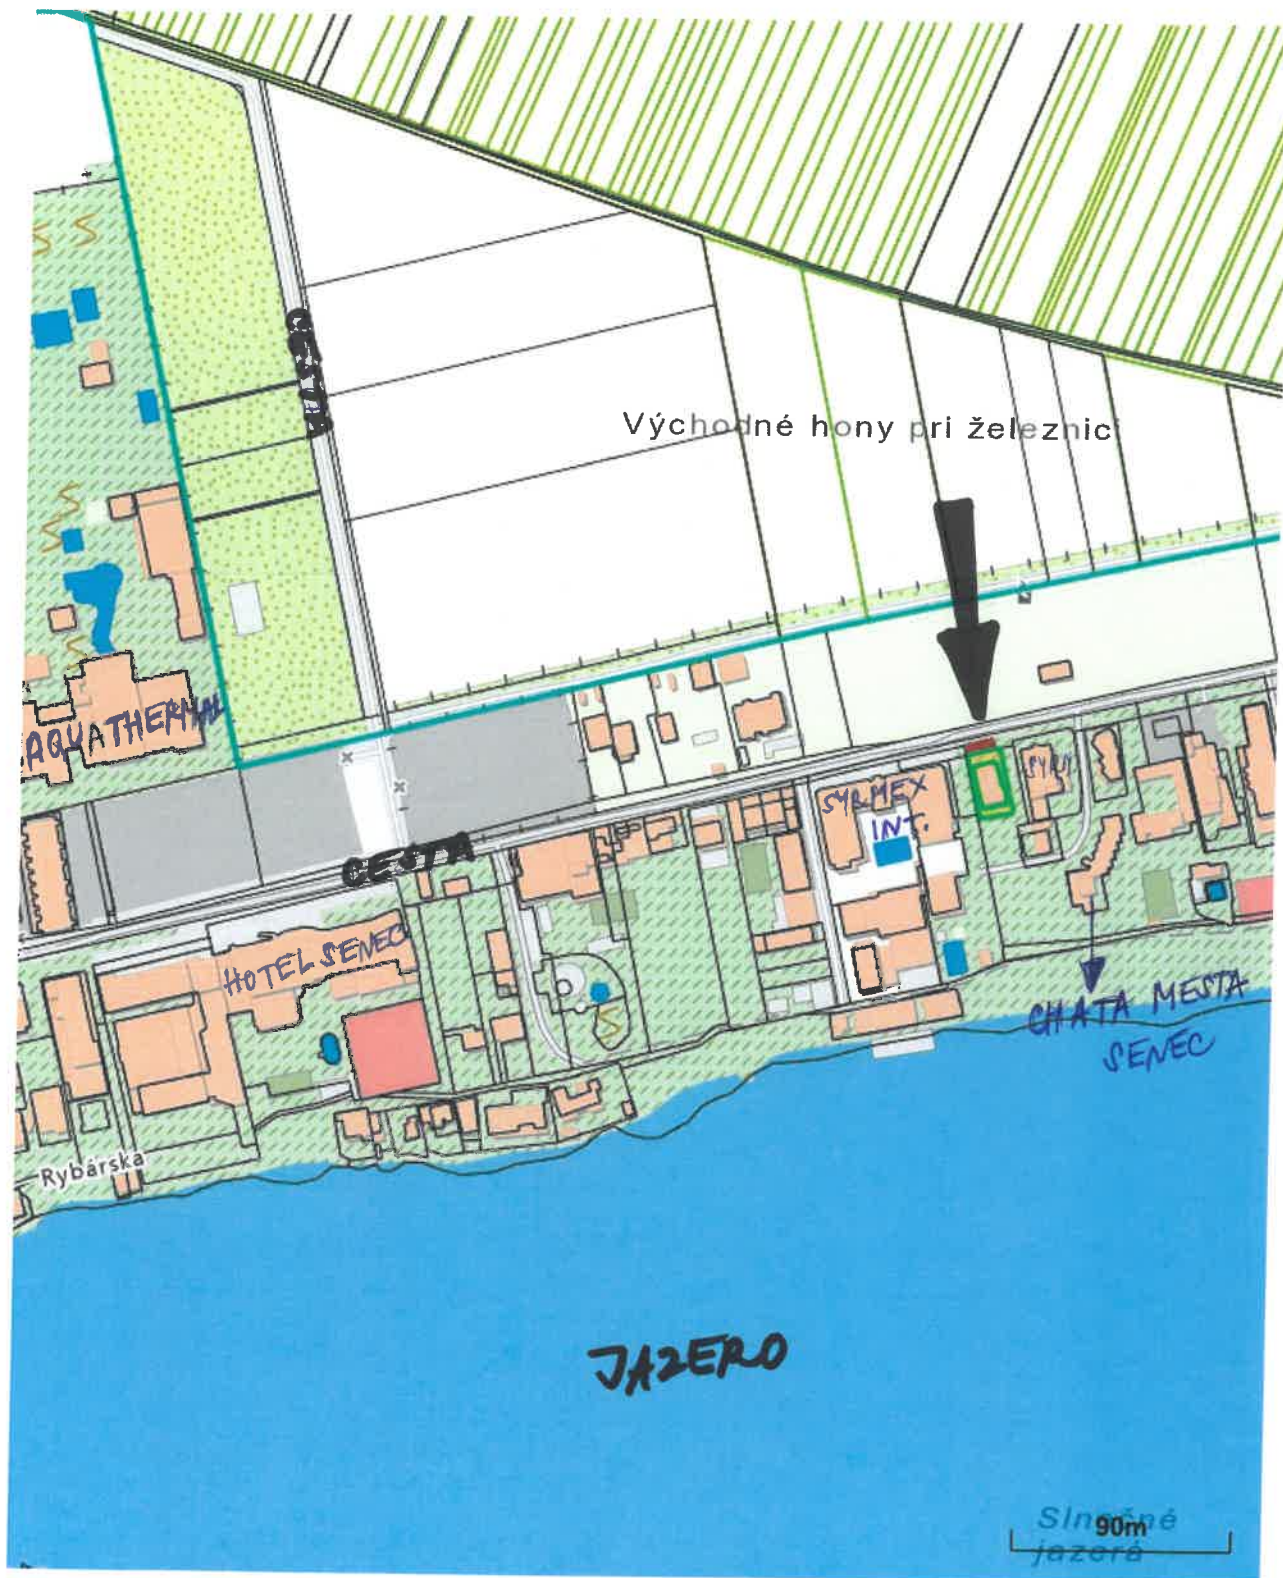 CESTA
Východné hony pri železnici
AQUATHERMAL
SYRMEX
INT.
CESTA
HOTEL SENEC
CHATA MESTA
SENEC
Rybárska
JAZERO
Slnečné
jazerá
90m